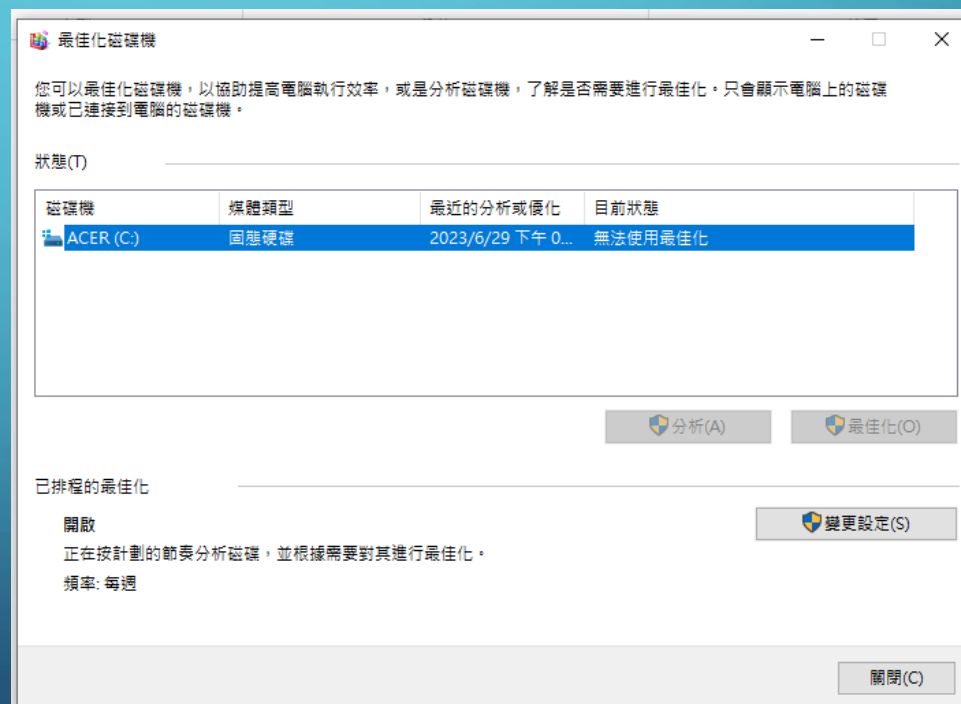 最佳化磁碟機
您可以最佳化磁碟機，以協助提高電腦執行效率，或是分析磁碟機，了解是否需要進行最佳化。只會顯示電腦上的磁碟
機或已連接到電腦的磁碟機。
狀態(T)
磁碟機 媒體類型 最近的分析或優化 目前狀態
ACER (C:) 固態硬碟 2023/6/29 下午 0... 無法使用最佳化
分析(A) 最佳化(O)
已排程的最佳化
開啟 變更設定(S)
正在按計劃的節奏分析磁碟，並根據需要對其進行最佳化。
頻率: 每週
關閉(C)